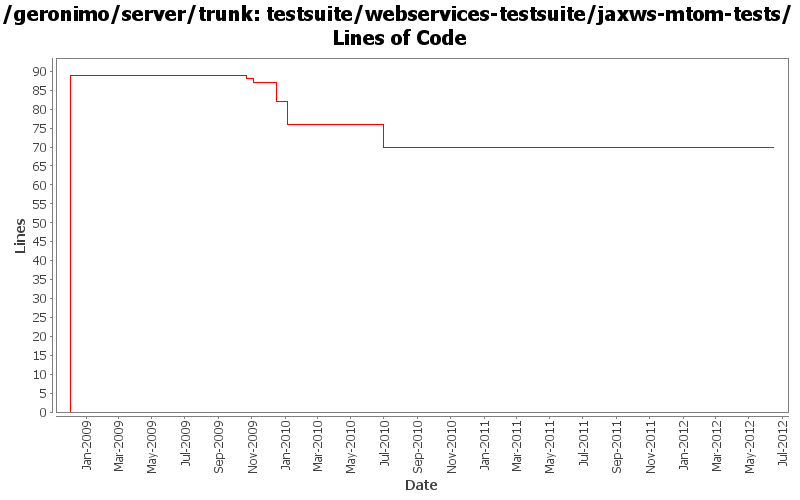 /geronimo/server/trunk: testsuite/webservices-testsuite/jaxws-mtom-tests/
Lines of Code
90
85
80
75
70
65
60
55
50
45
40
35
30
25
20
15
10
5
0
Lines
Jan-2009
Mar-2009
May-2009
Jul-2009
Sep-2009
Nov-2009
Jan-2010
Mar-2010
May-2010
Jul-2010
Sep-2010
Nov-2010
Jan-2011
Mar-2011
May-2011
Jul-2011
Sep-2011
Nov-2011
Jan-2012
Mar-2012
May-2012
Jul-2012
Date